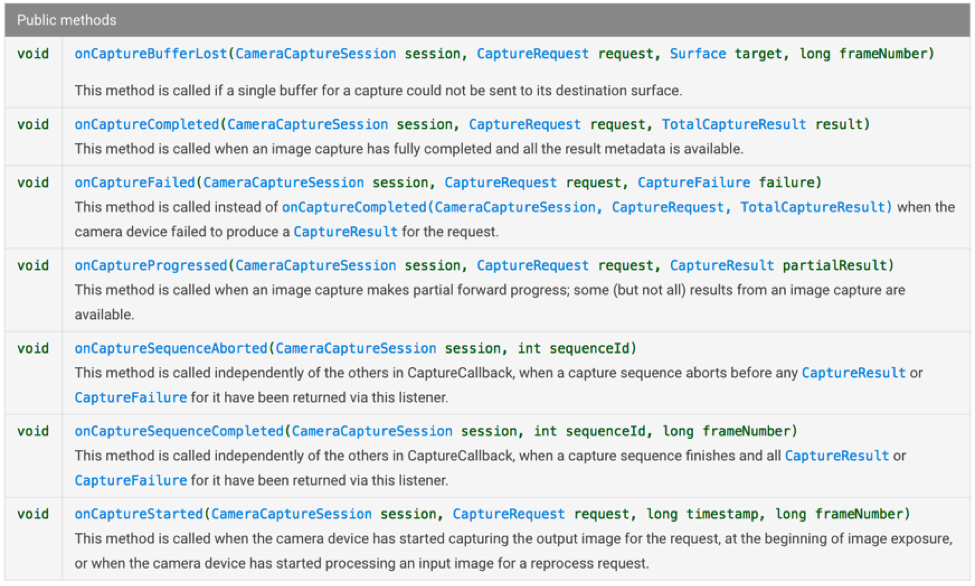 Public methods
void onCaptureBufferLost(CameraCaptureSession session, CaptureRequest request, Surface target, long frameNumber)
This method is called if a single buffer for a capture could not be sent to its destination surface.
void onCaptureCompleted(CameraCaptureSession session, CaptureRequest request, TotalCaptureResult result)
This method is called when an image capture has fully completed and all the result metadata is available.
void onCaptureFailed(CameraCaptureSession session, CaptureRequest request, CaptureFailure failure)
This method is called instead of onCaptureCompleted(CameraCaptureSession, CaptureRequest, TotalCaptureResult) when the
camera device failed to produce a CaptureResult for the request.
void onCaptureProgressed(CameraCaptureSession session, CaptureRequest request, CaptureResult partialResult)
This method is called when an image capture makes partial forward progress; some (but not all) results from an image capture are
available.
void onCaptureSequenceAborted(CameraCaptureSession session, int sequenceId)
This method is called independently of the others in CaptureCallback, when a capture sequence aborts before any CaptureResult or
CaptureFailure for it have been returned via this listener.
void onCaptureSequenceCompleted(CameraCaptureSession session, int sequenceId, long frameNumber)
This method is called independently of the others in CaptureCallback, when a capture sequence finishes and all CaptureResult or
CaptureFailure for it have been returned via this listener.
void onCaptureStarted(CameraCaptureSession session, CaptureRequest request, long timestamp, long frameNumber)
This method is called when the camera device has started capturing the output image for the request, at the beginning of image exposure,
or when the camera device has started processing an input image for a reprocess request.